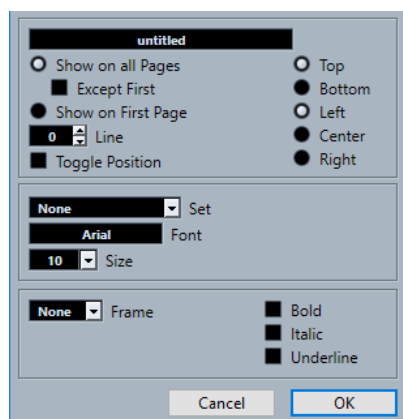 untitled
Show on all Pages
Top
Except First
Bottom
Show on First Page
Left
0 Line
Center
Toggle Position
Right
None Set
Arial Font
10 Size
None Frame
Bold
Italic
Underline
Cancel OK